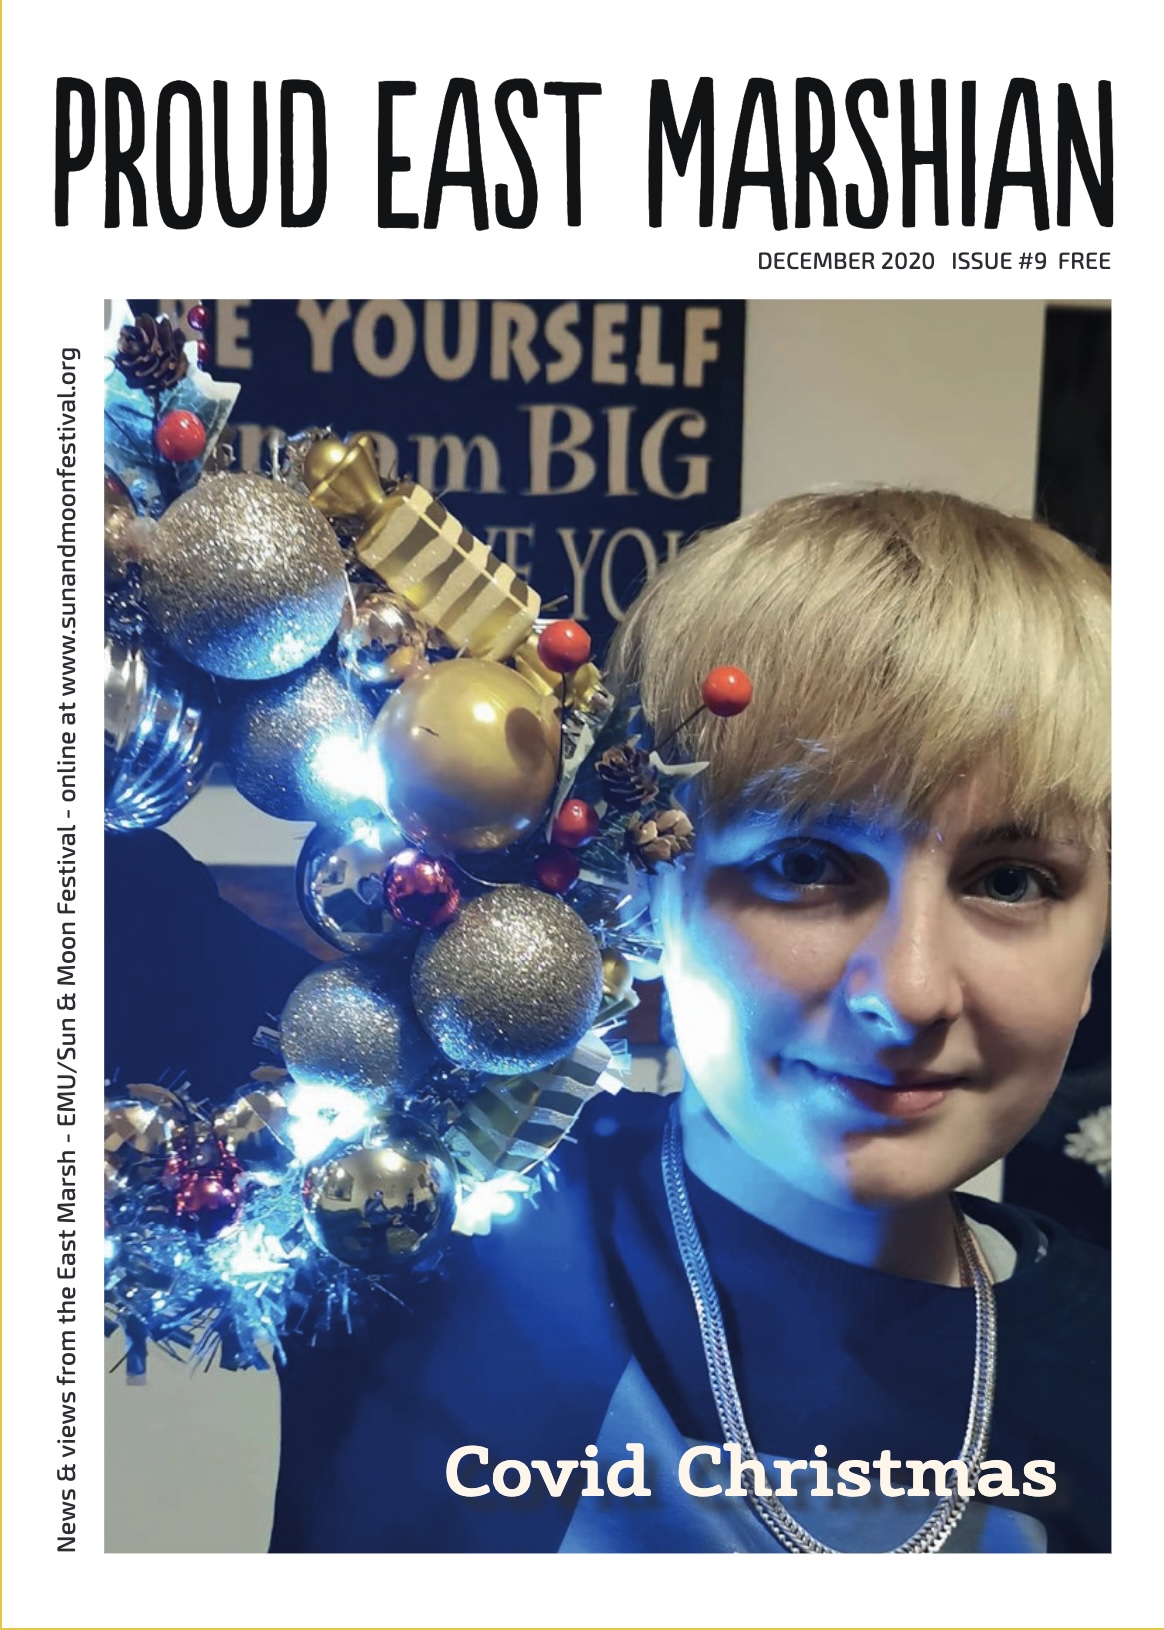 PROUD EAST MARSHIAN
DECEMBER 2020 ISSUE #9 FREE
News & views from the East Marsh - EMU/Sun & Moon Festival - online at www.sunandmoonfestival.org
YOURSELF
BIG
Covid Christmas